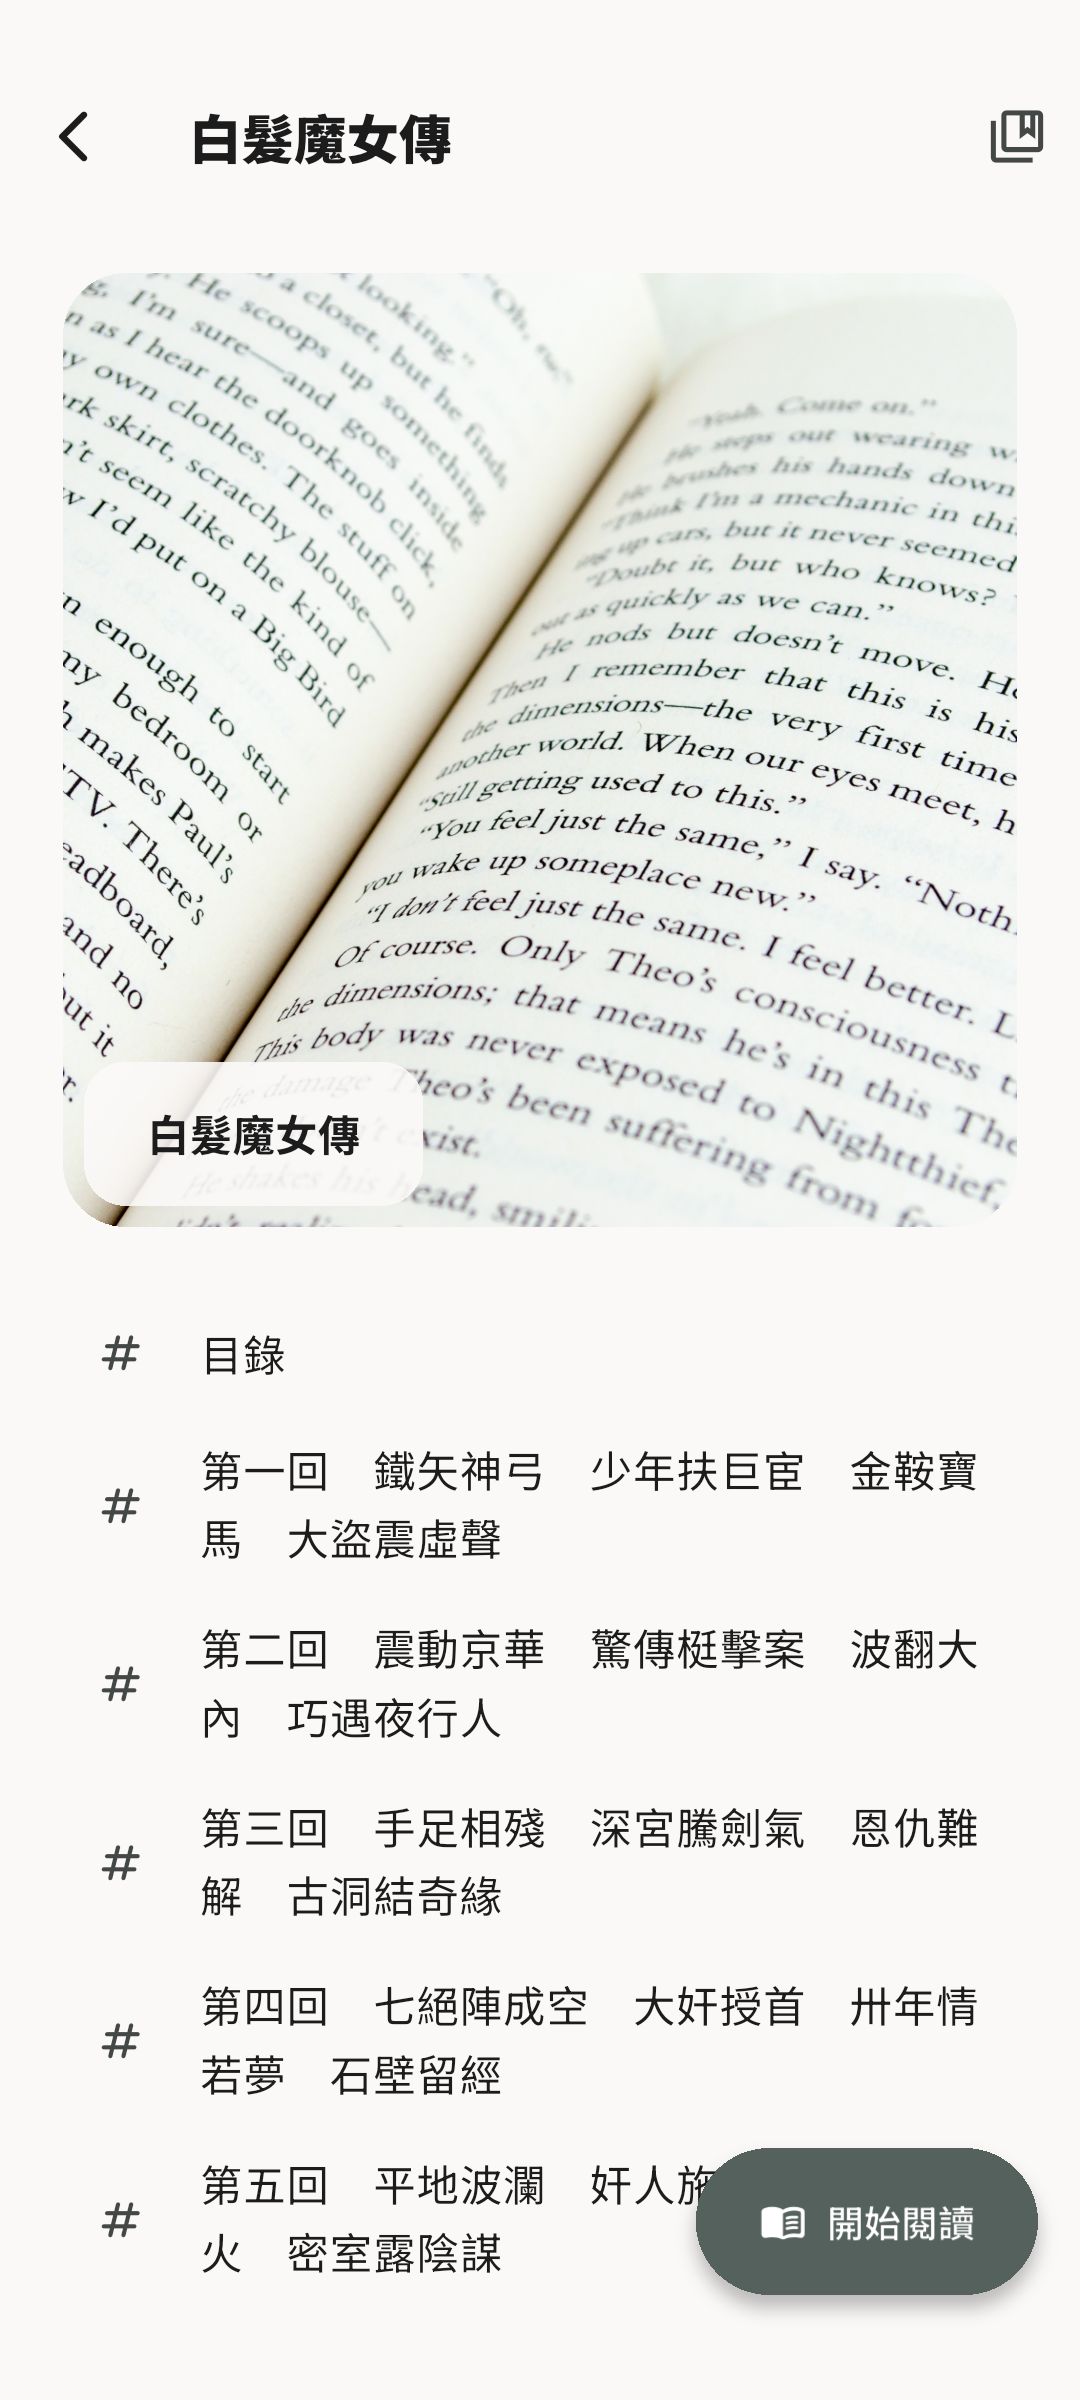 白髮魔女傳
"Oh, no,"
looking."
to a closet, but he finds
He scoops up something
I'm sure—and goes inside
n as I hear the doorknob click,
y own clothes. The stuff on
rk skirt, scratchy blouse—
n't seem like the kind of
w I'd put on a Big Bird
n enough to start
my bedroom or
h makes Paul's
TV. There's
eadboard,
and no
out it
r.
"Yeah. Come on."
He steps out wearing w
He brushes his hands down
"Think I'm a mechanic in this
ing up cars, but it never seemed
"Doubt it, but who knows?
out as quickly as we can."
He nods but doesn't move. He
Then I remember that this is his
the dimensions—the very first time
another world. When our eyes meet, h
"Still getting used to this."
"You feel just the same," I say. "Noth
you wake up someplace new."
"I don't feel just the same. I feel better. L
Of course. Only Theo's consciousness t
the dimensions; that means he's in this The
This body was never exposed to Nightthief,
the damage Theo's been suffering from
't exist.
He shakes his head, smili
白髮魔女傳
目錄
第一回　鐵矢神弓　少年扶巨宦　金鞍寶
馬　大盜震虛聲
第二回　震動京華　驚傳梃擊案　波翻大
內　巧遇夜行人
第三回　手足相殘　深宮騰劍氣　恩仇難
解　古洞結奇緣
第四回　七絕陣成空　大奸授首　卅年情
若夢　石壁留經
第五回　平地波瀾　奸人施
火　密室露陰謀
開始閱讀